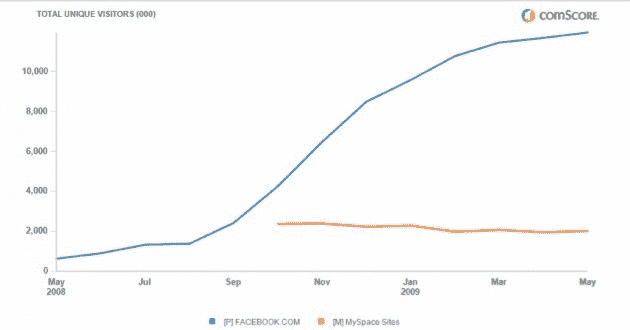 TOTAL UNIQUE VISITORS (000)
comScore.
10,000
8,000
6,000
4,000
2,000
0
May
2008
Jul
Sep
Nov
Jan
2009
Mar
May
[P] FACEBOOK.COM
[M] MySpace Sites